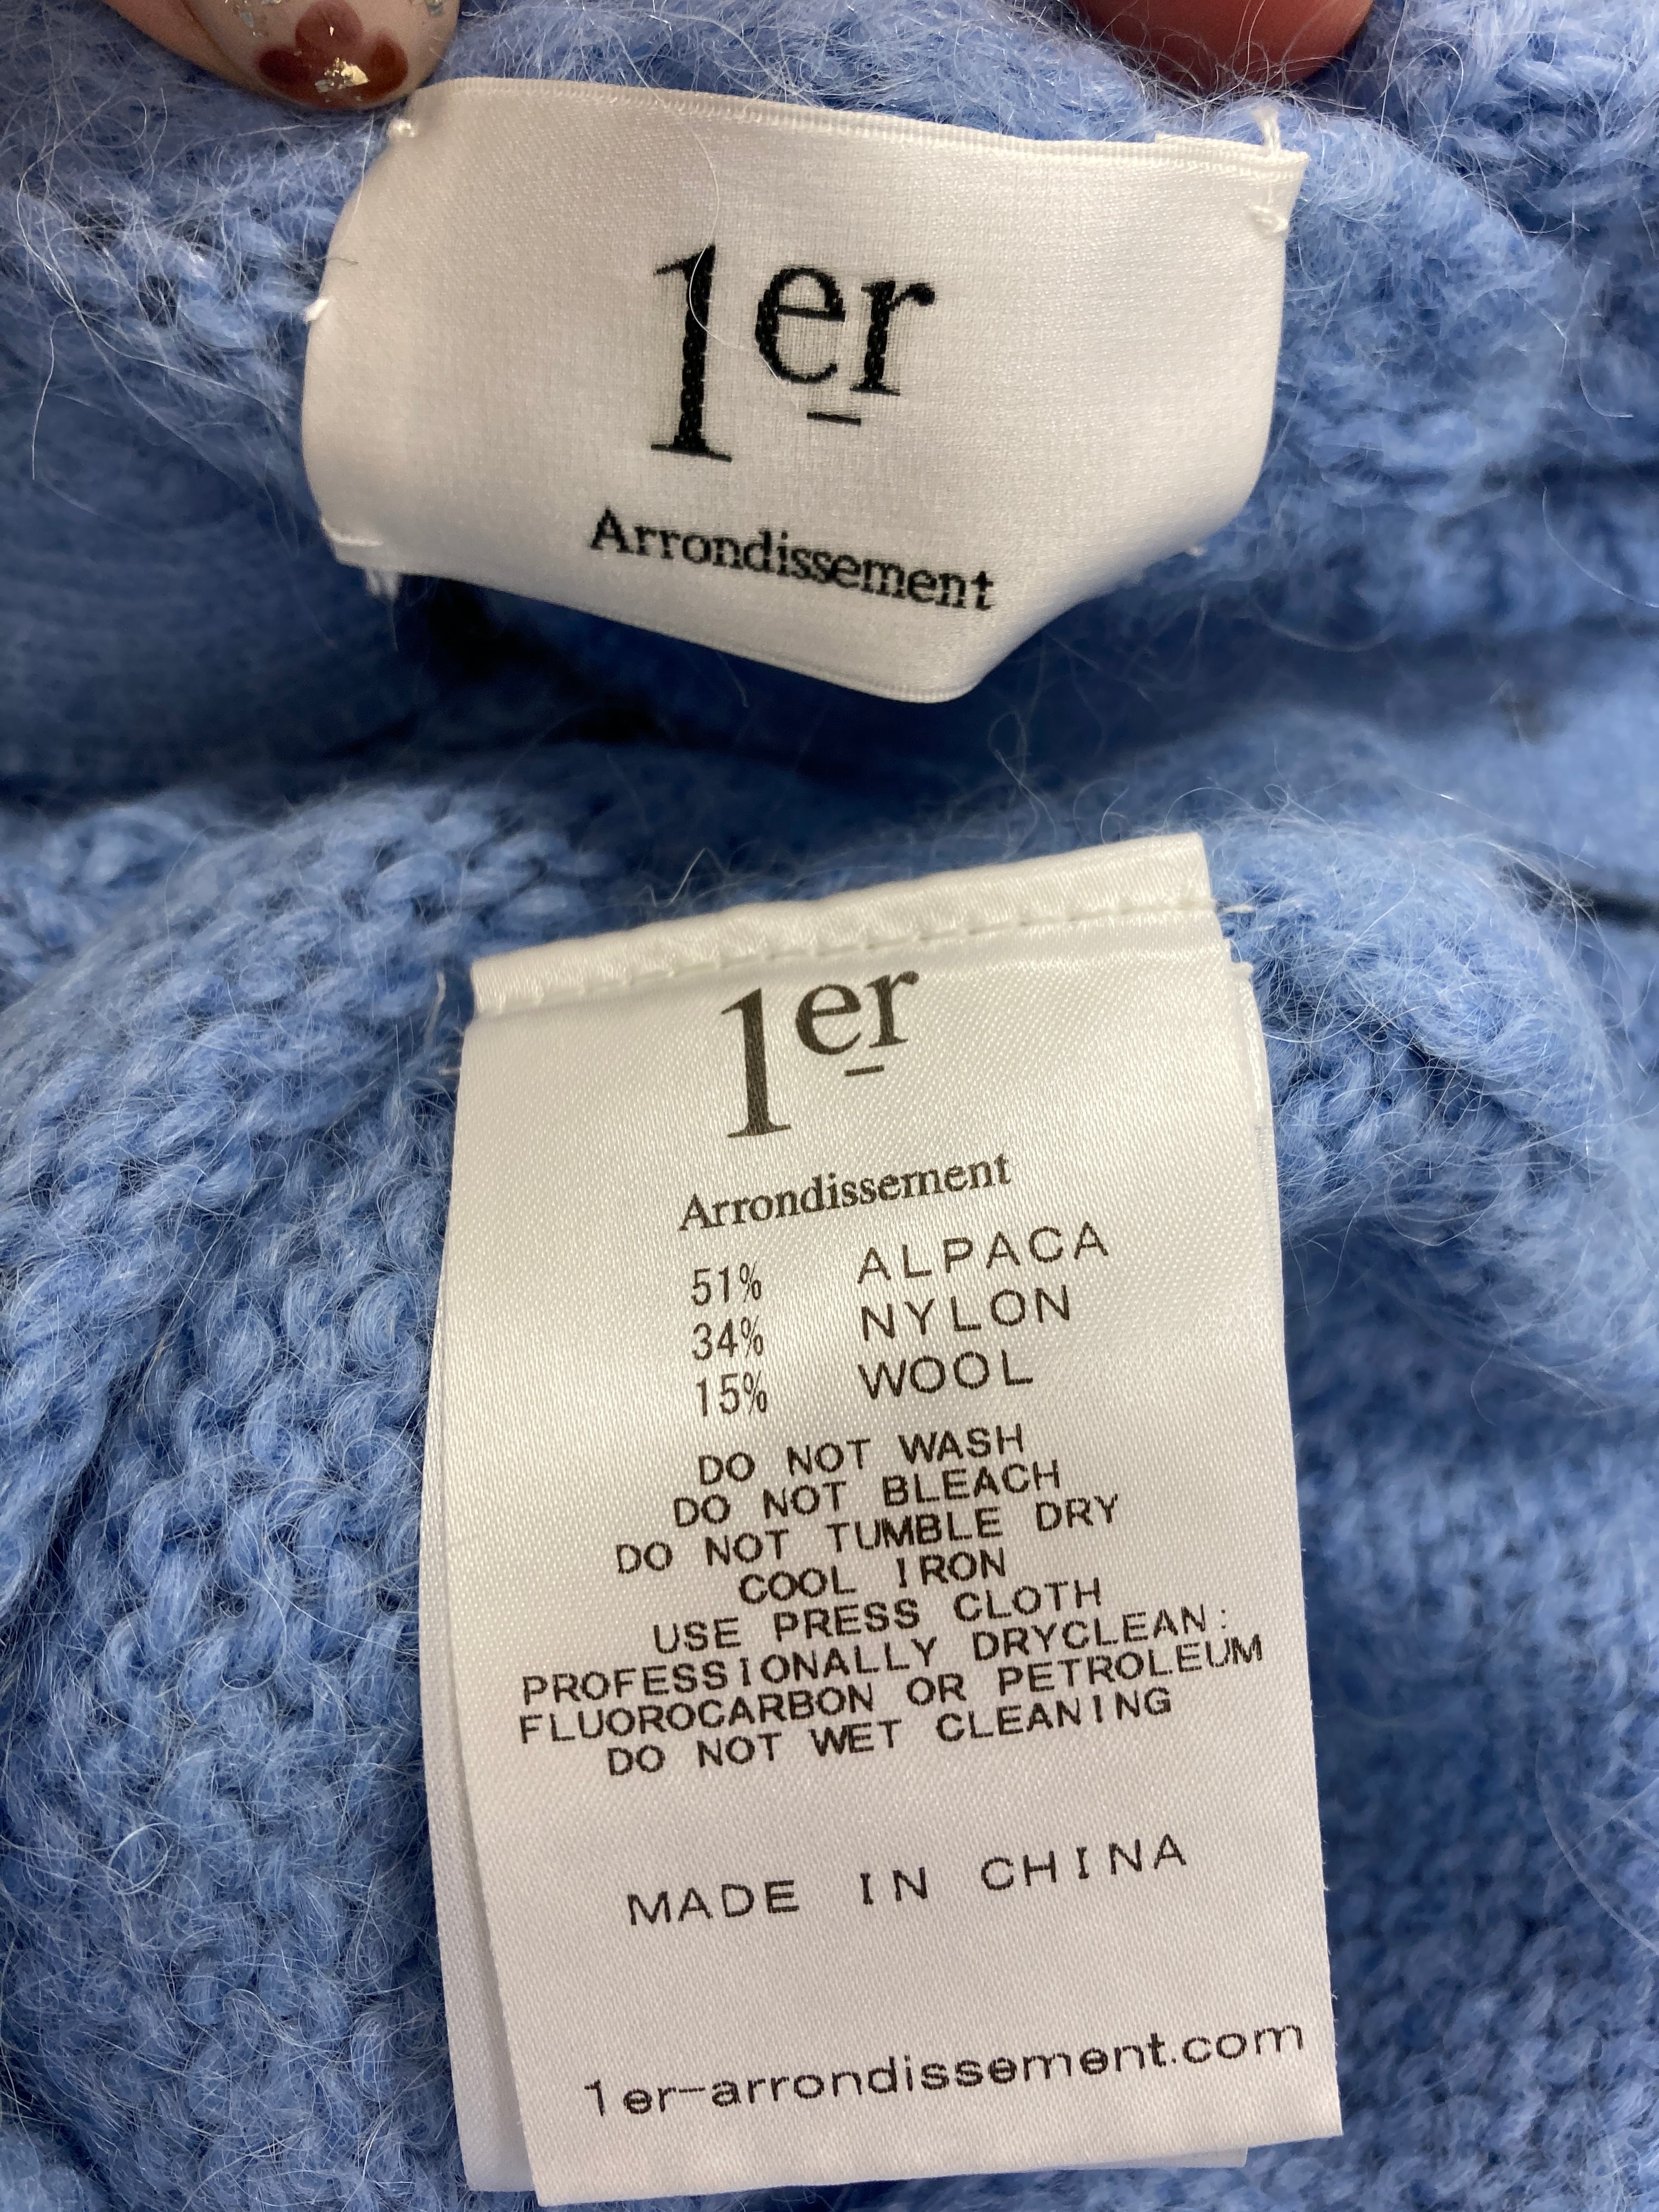 1er
Arrondissement
1er
Arrondissement
51% ALPACA
34% NYLON
15% WOOL
DO NOT WASH
DO NOT BLEACH
DO NOT TUMBLE DRY
COOL IRON
USE PRESS CLOTH
PROFESSIONALLY DRYCLEAN:
FLUOROCARBON OR PETROLEUM
DO NOT WET CLEANING
MADE IN CHINA
1er-arrondissement.com